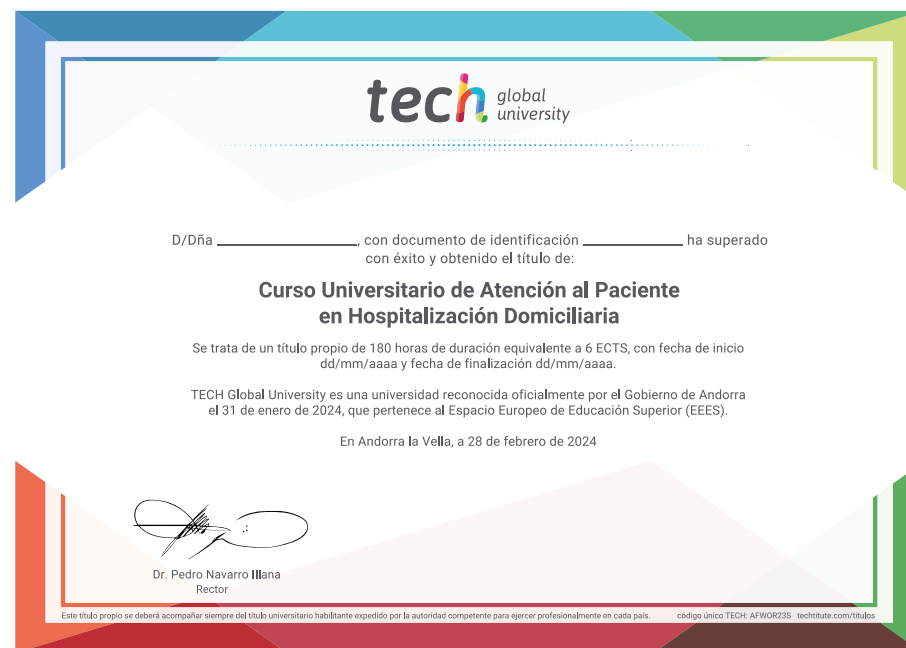 tech global university
D/Dña ____________________, con documento de identificación ______________ ha superado
con éxito y obtenido el título de:
Curso Universitario de Atención al Paciente
en Hospitalización Domiciliaria
Se trata de un título propio de 180 horas de duración equivalente a 6 ECTS, con fecha de inicio
dd/mm/aaaa y fecha de finalización dd/mm/aaaa.
TECH Global University es una universidad reconocida oficialmente por el Gobierno de Andorra
el 31 de enero de 2024, que pertenece al Espacio Europeo de Educación Superior (EEES).
En Andorra la Vella, a 28 de febrero de 2024
Dr. Pedro Navarro Illana
Rector
Este título propio se deberá acompañar siempre del título universitario habilitante expedido por la autoridad competente para ejercer profesionalmente en cada país. código único TECH: AFWOR23S techtitute.com/titulos